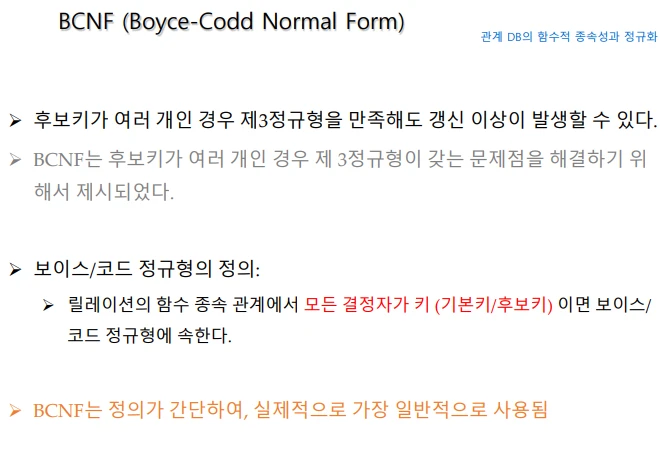 BCNF (Boyce-Codd Normal Form)
관계 DB의 함수적 종속성과 정규화
➢ 후보키가 여러 개인 경우 제3정규형을 만족해도 갱신 이상이 발생할 수 있다.
➢ BCNF는 후보키가 여러 개인 경우 제 3정규형이 갖는 문제점을 해결하기 위
해서 제시되었다.
➢ 보이스/코드 정규형의 정의:
➢ 릴레이션의 함수 종속 관계에서 모든 결정자가 키 (기본키/후보키) 이면 보이스/
코드 정규형에 속한다.
➢ BCNF는 정의가 간단하여, 실제적으로 가장 일반적으로 사용됨